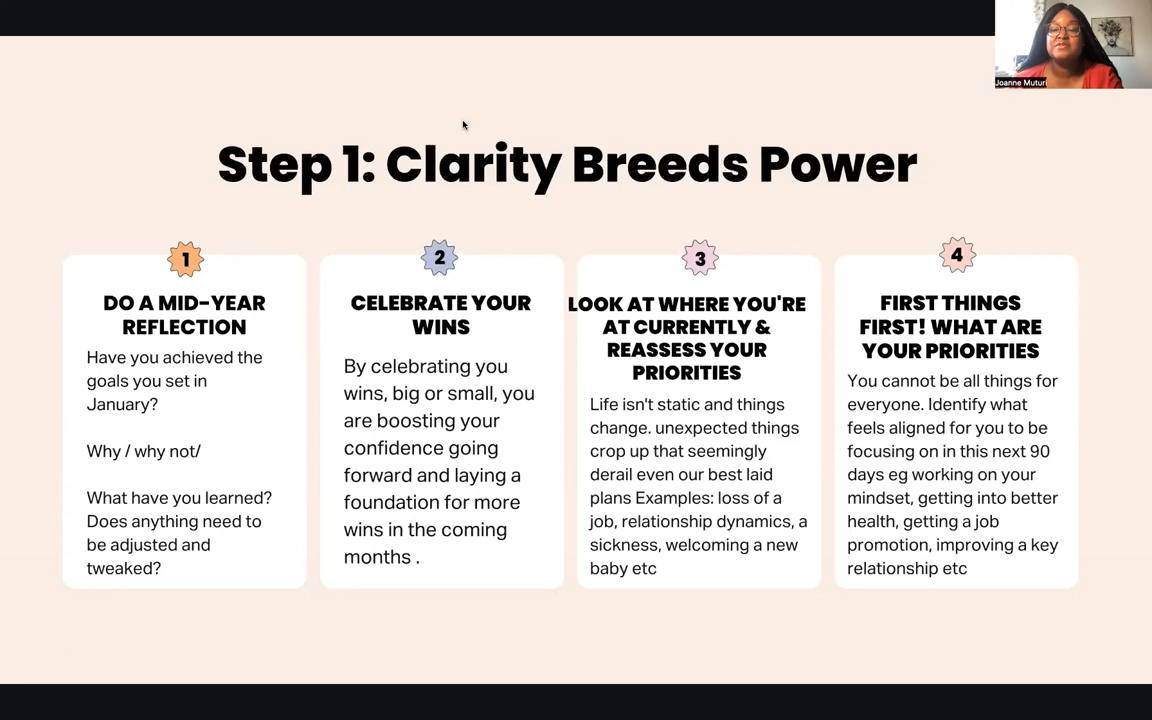 Joanne Muturi
Step 1: Clarity Breeds Power
1
DO A MID-YEAR
REFLECTION
Have you achieved the
goals you set in
January?
Why / why not/
What have you learned?
Does anything need to
be adjusted and
tweaked?
2
CELEBRATE YOUR
WINS
By celebrating you
wins, big or small, you
are boosting your
confidence going
forward and laying a
foundation for more
wins in the coming
months .
3
LOOK AT WHERE YOU'RE
AT CURRENTLY &
REASSESS YOUR
PRIORITIES
Life isn't static and things
change. unexpected things
crop up that seemingly
derail even our best laid
plans Examples: loss of a
job, relationship dynamics, a
sickness, welcoming a new
baby etc
4
FIRST THINGS
FIRST! WHAT ARE
YOUR PRIORITIES
You cannot be all things for
everyone. Identify what
feels aligned for you to be
focusing on in this next 90
days eg working on your
mindset, getting into better
health, getting a job
promotion, improving a key
relationship etc